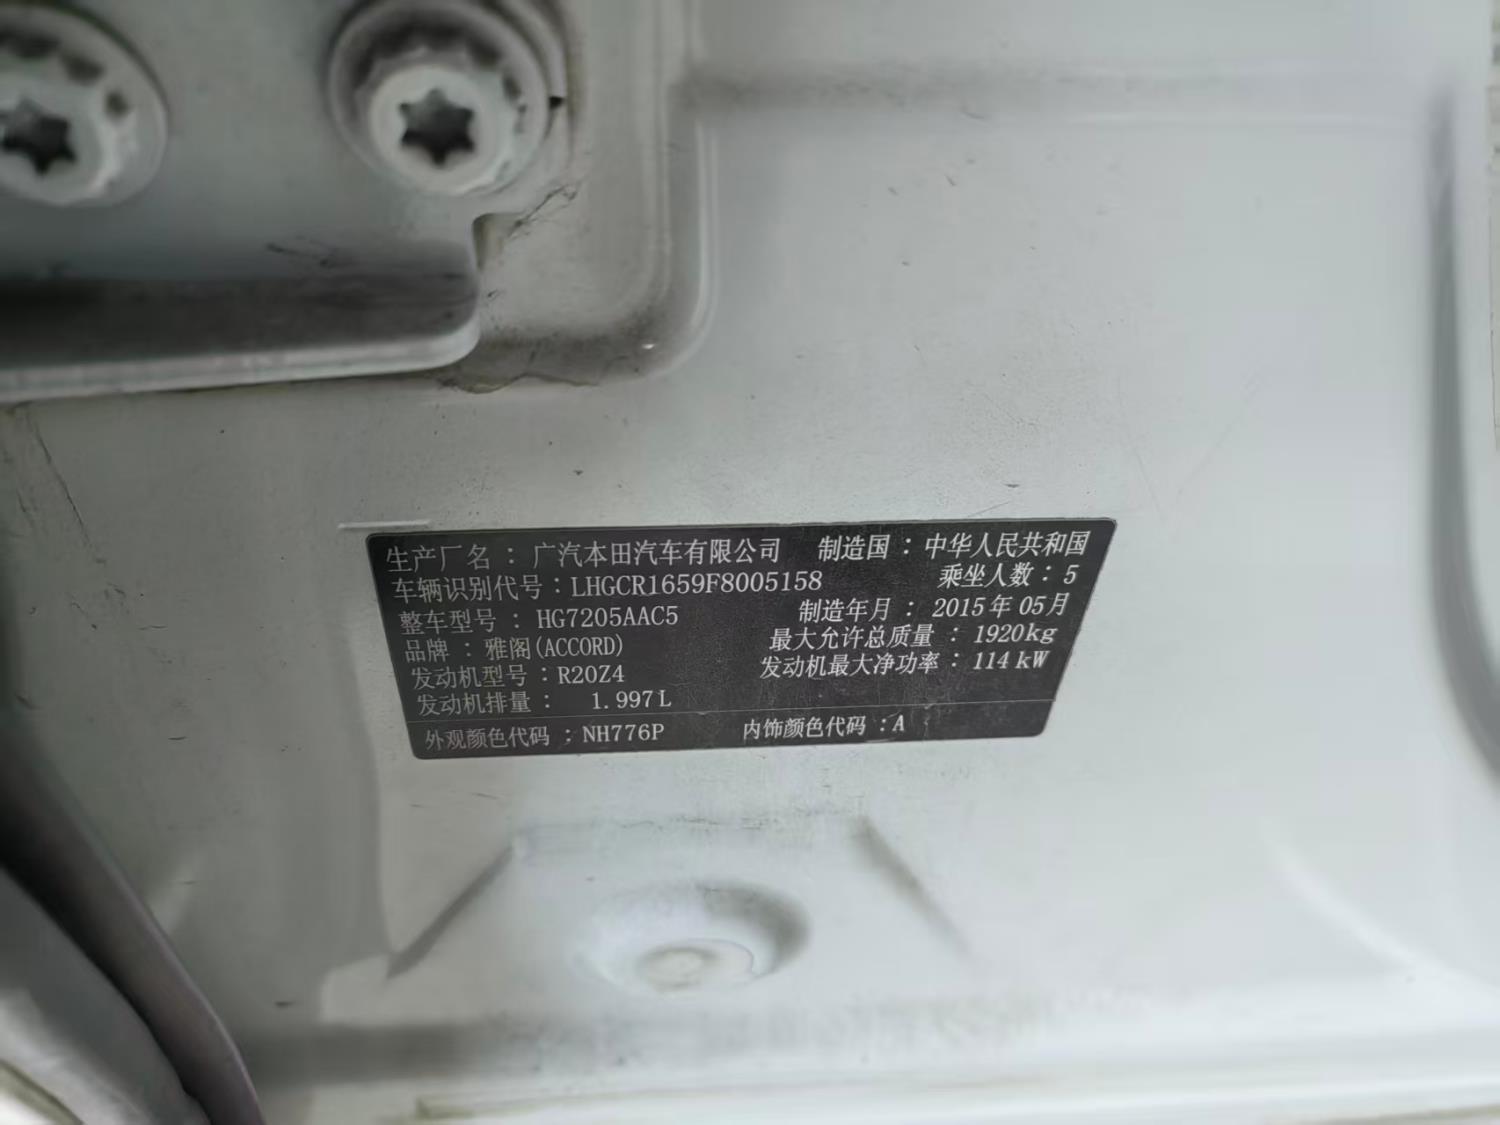 生产厂名：广汽本田汽车有限公司 制造国：中华人民共和国
车辆识别代号：LHGCR1659F8005158 乘坐人数：5
整车型号：HG7205AAC5 制造年月：2015年05月
品牌：雅阁(ACCORD) 最大允许总质量：1920kg
发动机型号：R20Z4 发动机最大净功率：114kW
发动机排量：1.997L
外观颜色代码：NH776P 内饰颜色代码：A